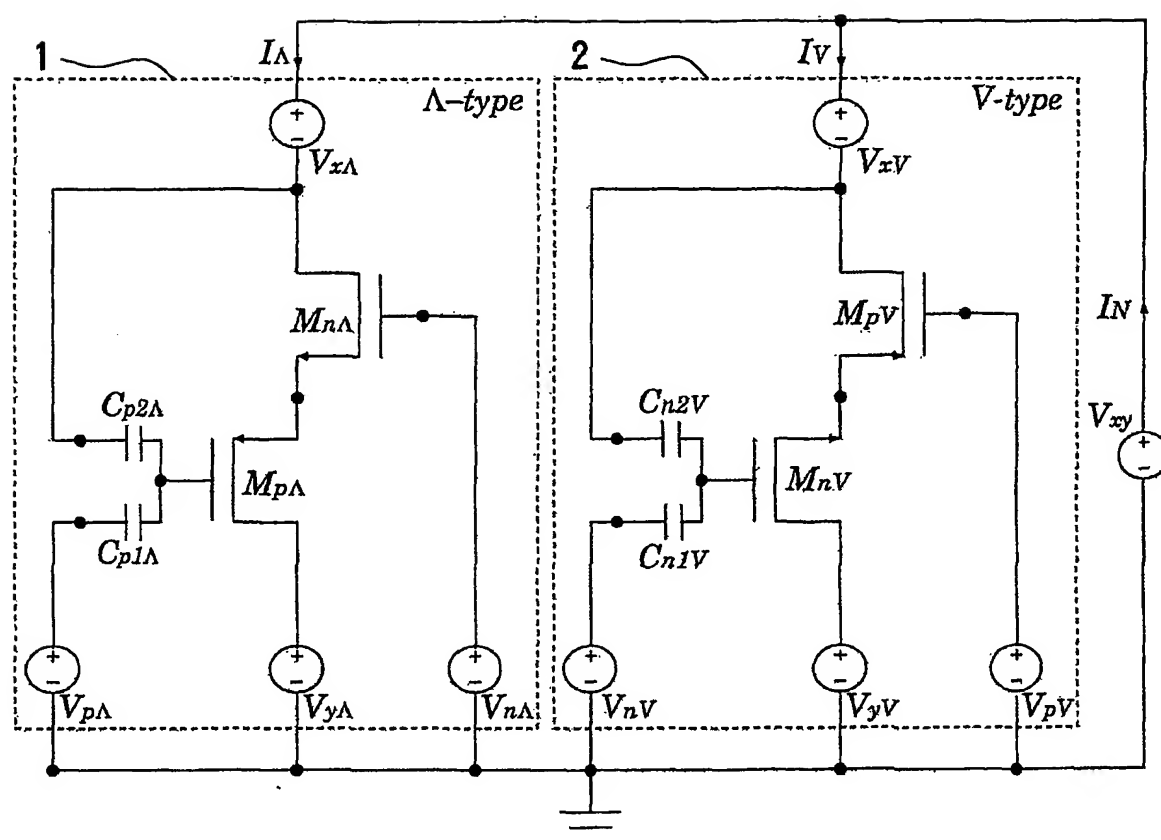 1 IΛ 2 IV
Λ-type V-type
+ + 
- -
VxΛ VxV
MnΛ MpV IN
Cp2Λ Cn2V Vxy
+
-
MpΛ MnV
Cp1Λ Cn1V
+ + + + + +
- - - - - -
VpΛ VyΛ VnΛ VnV VyV VpV